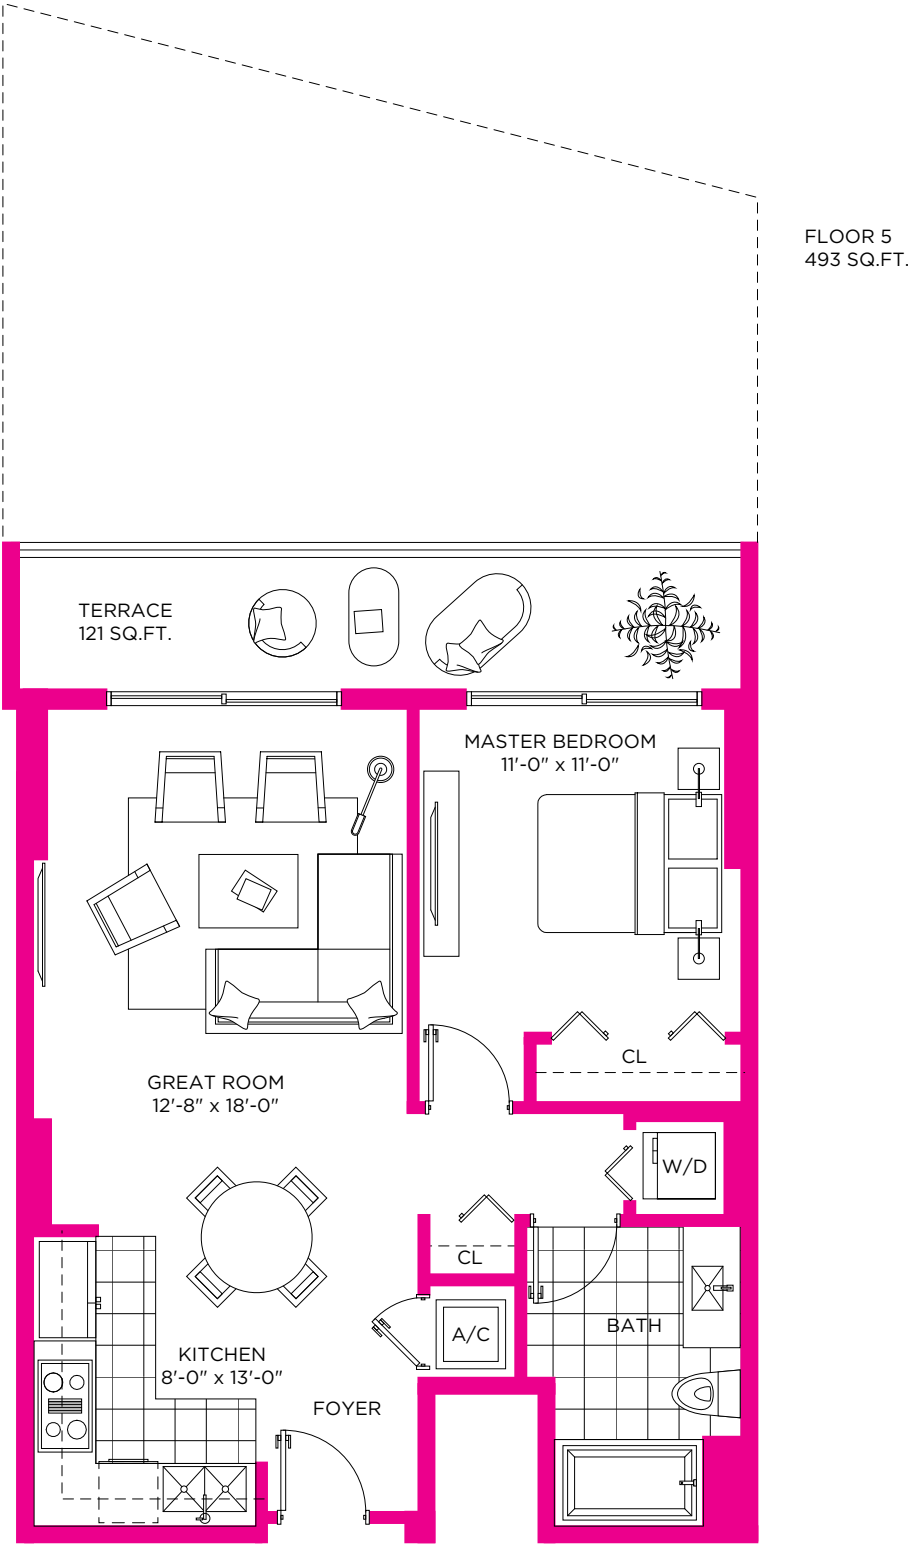 FLOOR 5
493 SQ.FT.
TERRACE
121 SQ.FT.
MASTER BEDROOM
11'-0" x 11'-0"
CL
GREAT ROOM
12'-8" x 18'-0"
W/D
CL
BATH
A/C
KITCHEN
8'-0" x 13'-0"
FOYER